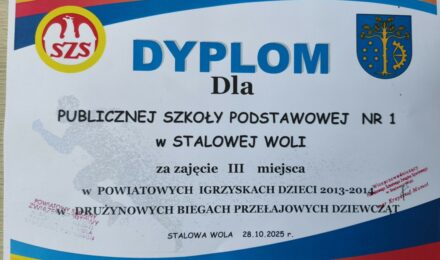 SZS
DYPLOM
Dla
PUBLICZNEJ SZKOŁY PODSTAWOWEJ NR 1
w STALOWEJ WOLI
za zajęcie III miejsca
w POWIATOWYCH IGRZYSKACH DZIECI 2013-2014
w DRUŻYNOWYCH BIEGACH PRZEŁAJOWYCH DZIEWCZĄT
STALOWA WOLA 28.10.2025 r.